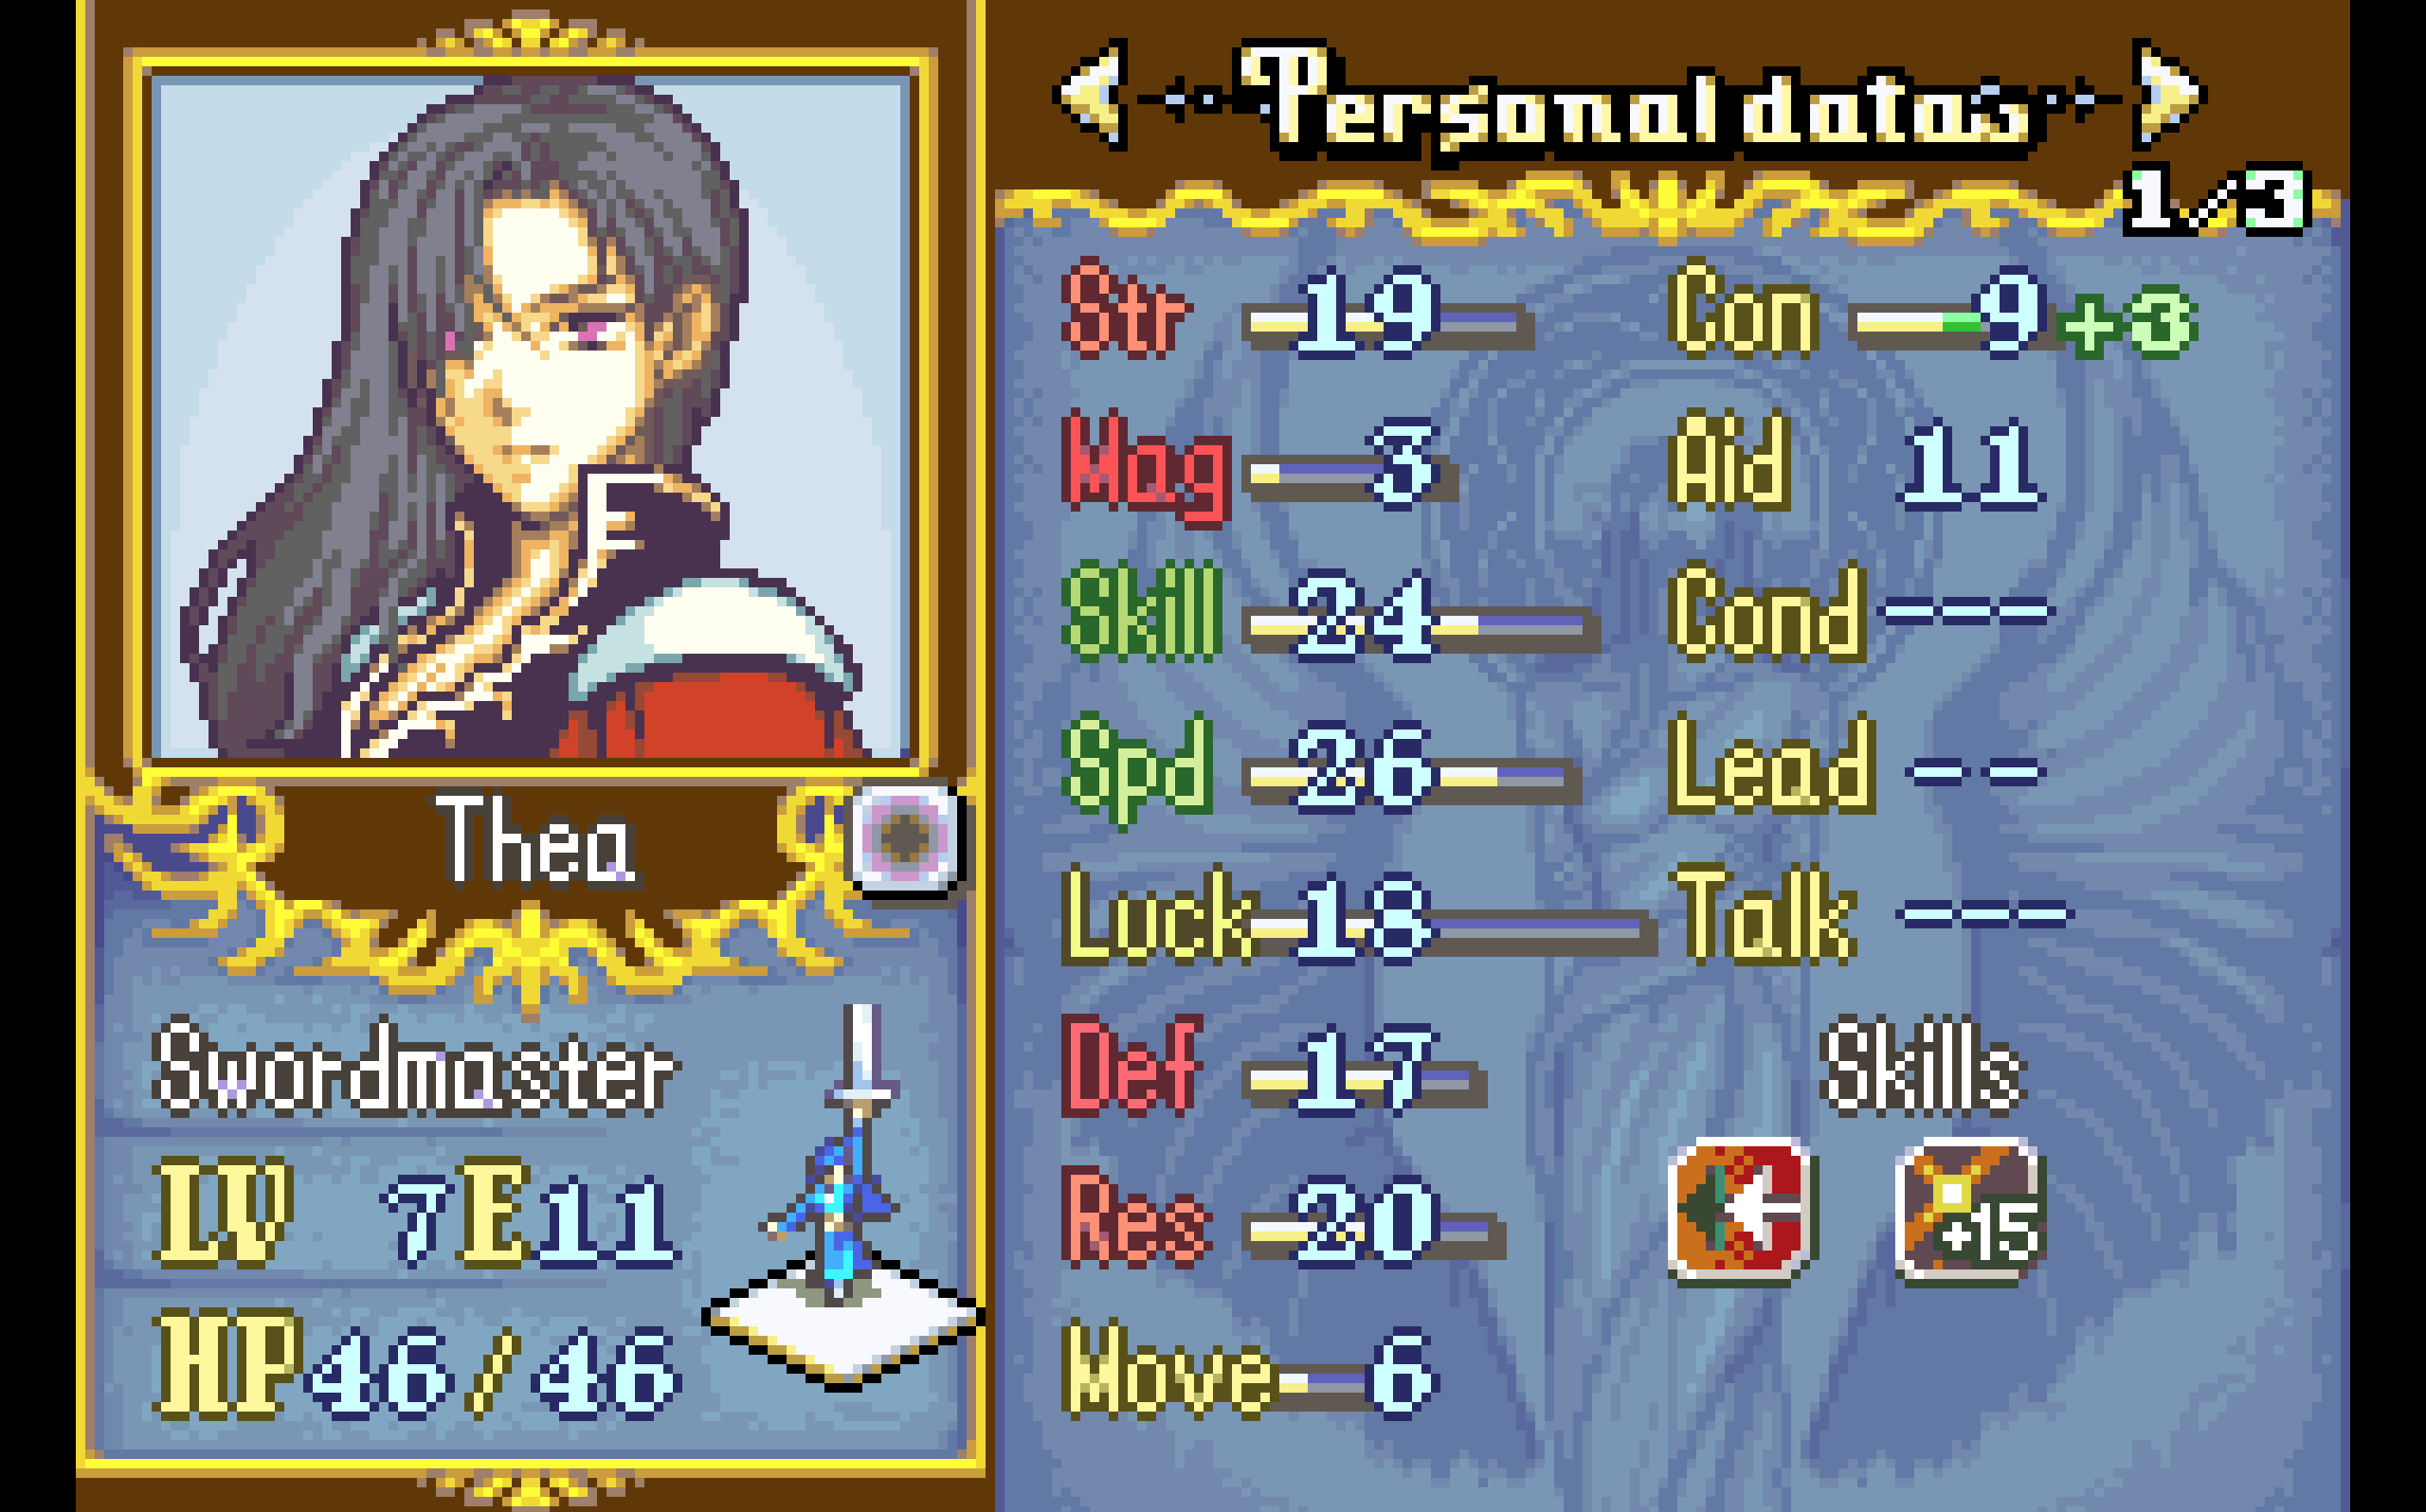 Personal datas
1/3
Thea
Swordmaster
LV 7 E 11
HP 46/46
Str 19
Mag 3
Skill 24
Spd 26
Luck 18
Def 17
Res 20
Move 6
Con 9 +3
Aid 11
Cond ---
Lead --
Talk ---
Skills
+15